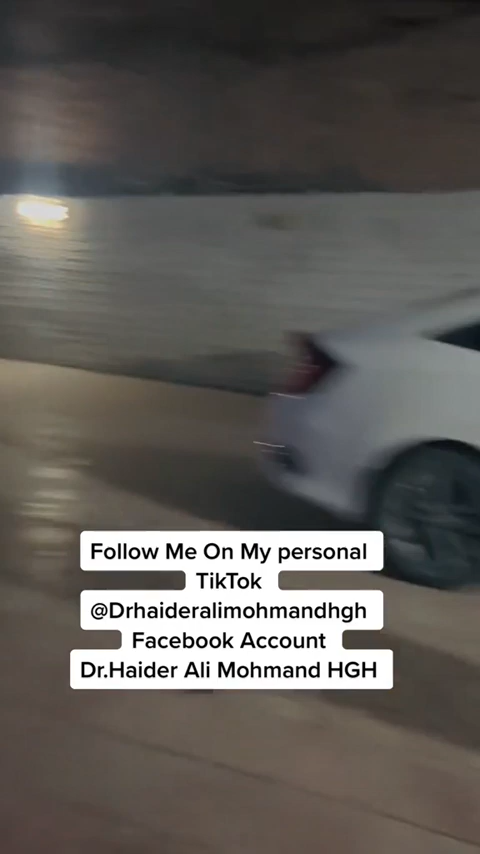 Follow Me On My personal
TikTok
@Drhaideralimohmandhgh
Facebook Account
Dr.Haider Ali Mohmand HGH